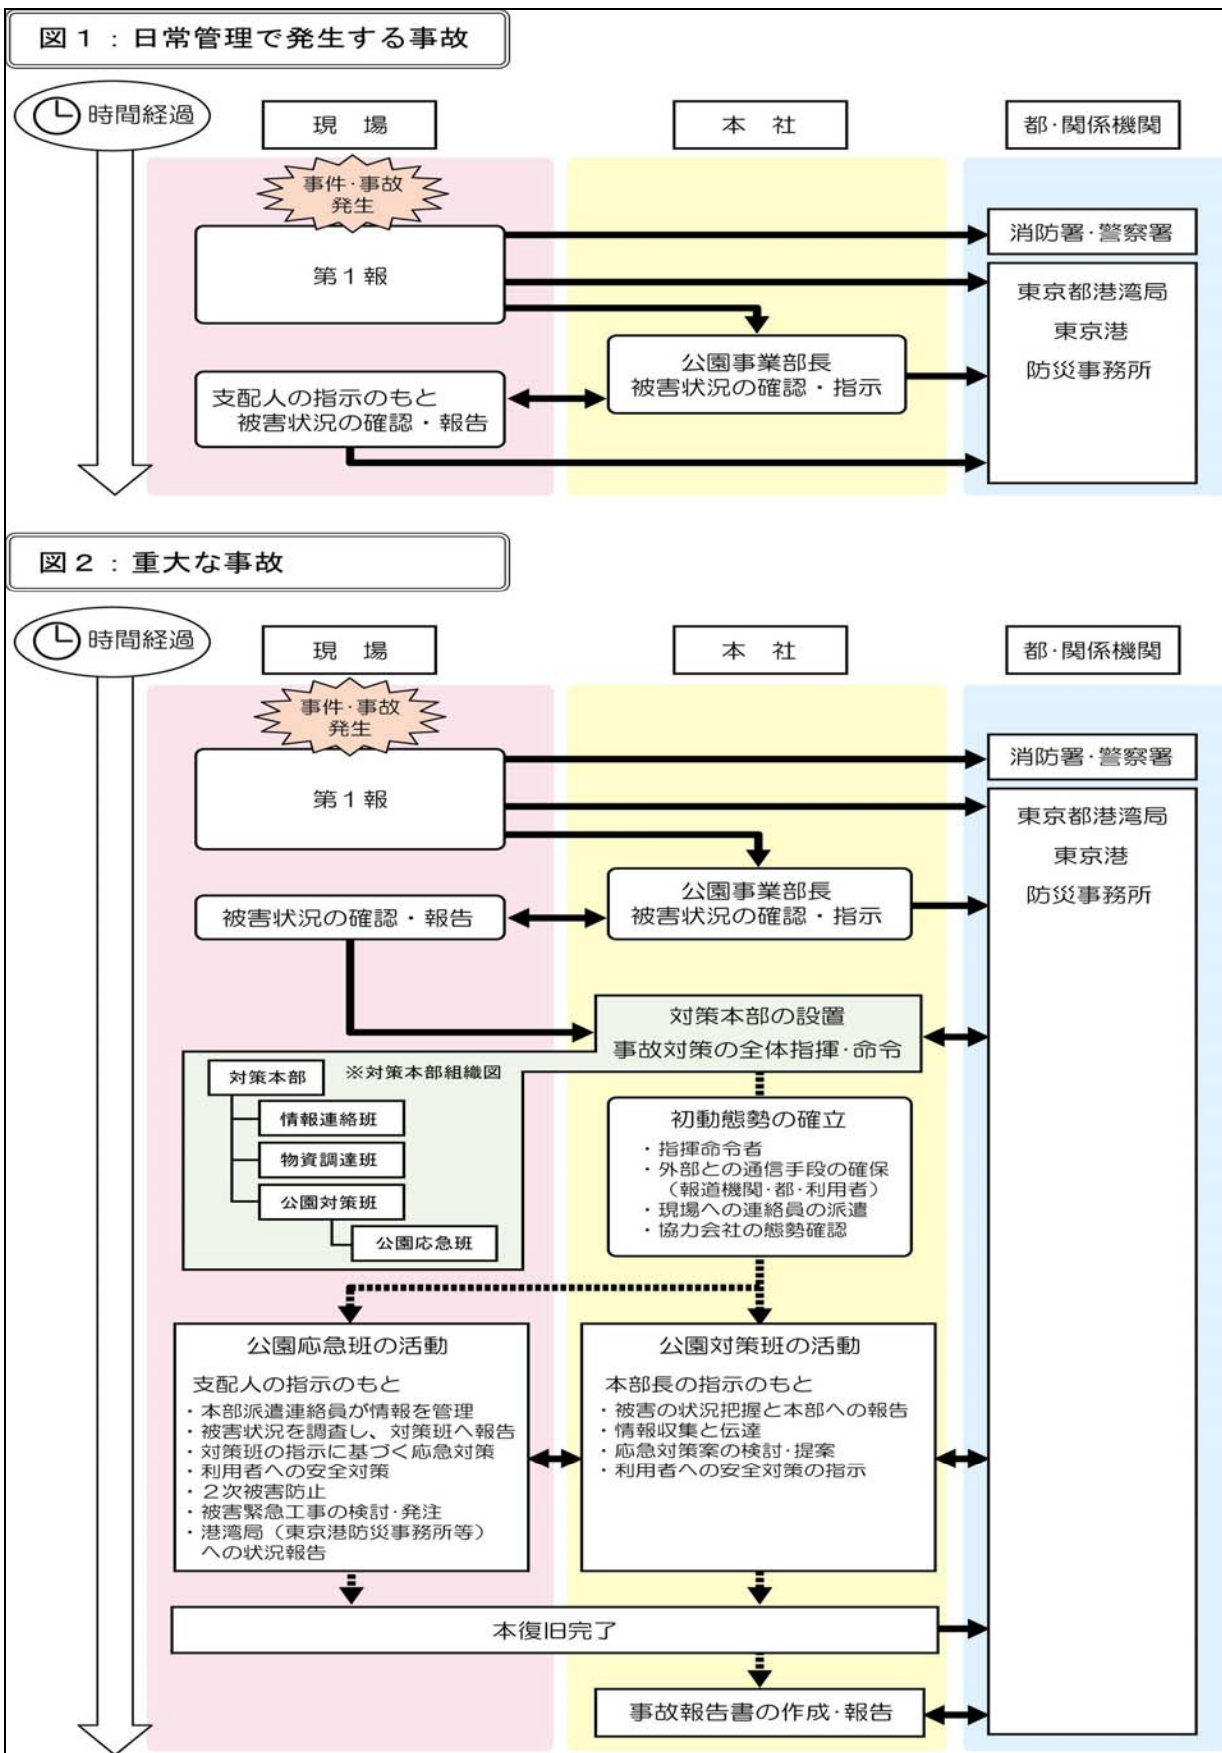 図1:日常管理で発生する事故
時間経過
現 場
本 社
都・関係機関
事件・事故
発生
第1報
消防署・警察署
東京都港湾局
東京港
防災事務所
公園事業部長
被害状況の確認・指示
支配人の指示のもと
被害状況の確認・報告
図2:重大な事故
時間経過
現 場
本 社
都・関係機関
事件・事故
発生
第1報
消防署・警察署
東京都港湾局
東京港
防災事務所
公園事業部長
被害状況の確認・指示
被害状況の確認・報告
対策本部の設置
事故対策の全体指揮・命令
※対策本部組織図
対策本部
情報連絡班
物資調達班
公園対策班
公園応急班
初動態勢の確立
・指揮命令者
・外部との通信手段の確保
(報道機関・都・利用者)
・現場への連絡員の派遣
・協力会社の態勢確認
公園応急班の活動
支配人の指示のもと
・本部派遣連絡員が情報を管理
・被害状況を調査し、対策班へ報告
・対策班の指示に基づく応急対策
・利用者への安全対策
・2次被害防止
・被害緊急工事の検討・発注
・港湾局(東京港防災事務所等)
への状況報告
公園対策班の活動
本部長の指示のもと
・被害の状況把握と本部への報告
・情報収集と伝達
・応急対策案の検討・提案
・利用者への安全対策の指示
本復旧完了
事故報告書の作成・報告